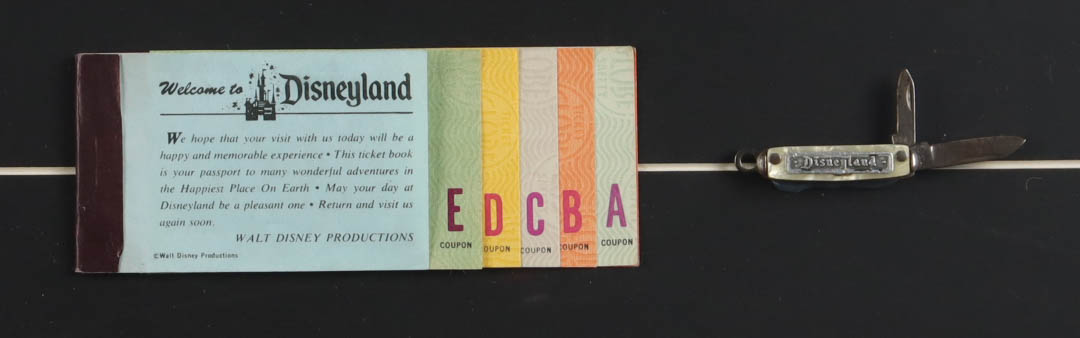 Welcome to Disneyland
We hope that your visit with us today will be a
happy and memorable experience • This ticket book
is your passport to many wonderful adventures in
the Happiest Place On Earth • May your day at
Disneyland be a pleasant one • Return and visit us
again soon.
WALT DISNEY PRODUCTIONS
©Walt Disney Productions
E
COUPON
D
COUPON
C
COUPON
B
COUPON
A
COUPON
Disneyland